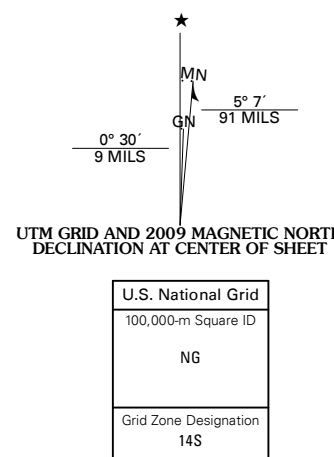 MN
GN
5° 7´
91 MILS
0° 30´
9 MILS
UTM GRID AND 2009 MAGNETIC NORTH
DECLINATION AT CENTER OF SHEET
U.S. National Grid
100,000-m Square ID
NG
Grid Zone Designation
14S